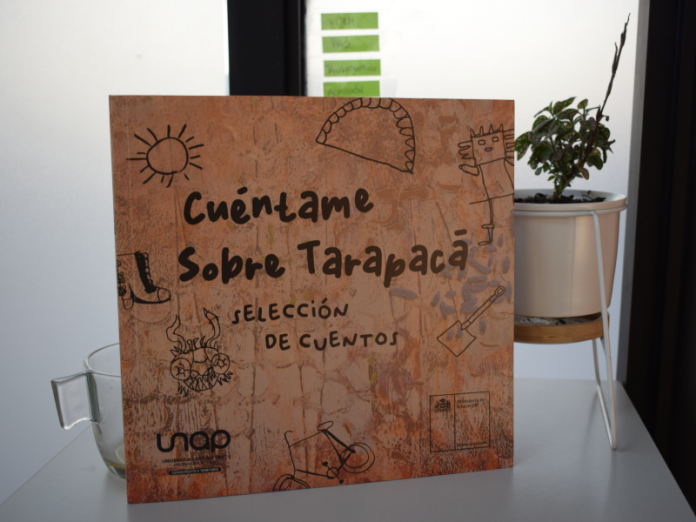 Cuéntame
Sobre Tarapacá
SELECCIÓN
DE CUENTOS
unap